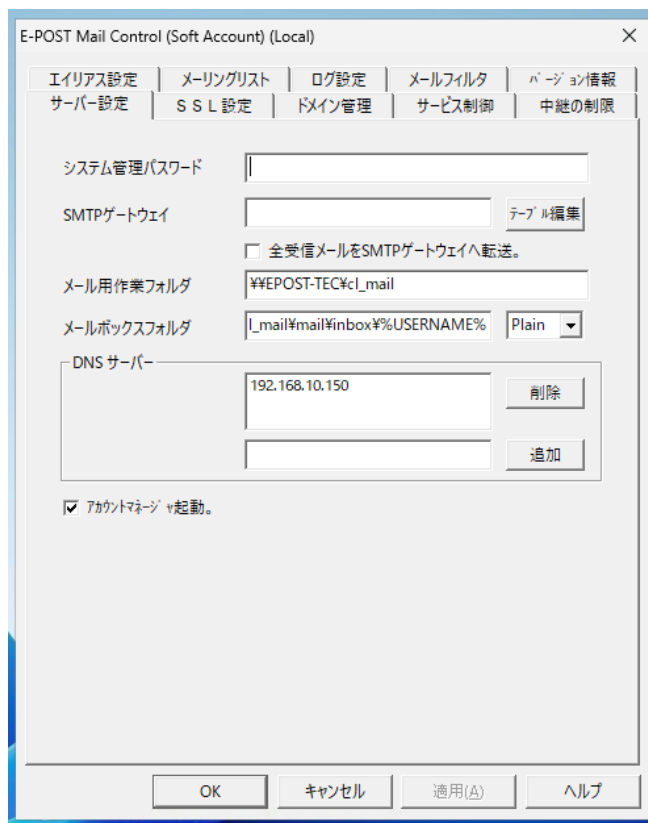 E-POST Mail Control (Soft Account) (Local)
エイリアス設定 メーリングリスト ログ設定 メールフィルタ バージョン情報
サーバー設定 ＳＳＬ設定 ドメイン管理 サービス制御 中継の制限
システム管理パスワード
SMTPゲートウェイ テーブル編集
全受信メールをSMTPゲートウェイへ転送。
メール用作業フォルダ ¥¥EPOST-TEC¥cl_mail
メールボックスフォルダ l_mail¥mail¥inbox¥%USERNAME% Plain
DNS サーバー
192.168.10.150 削除
追加
アカウントマネージャ起動。
OK キャンセル 適用(A) ヘルプ